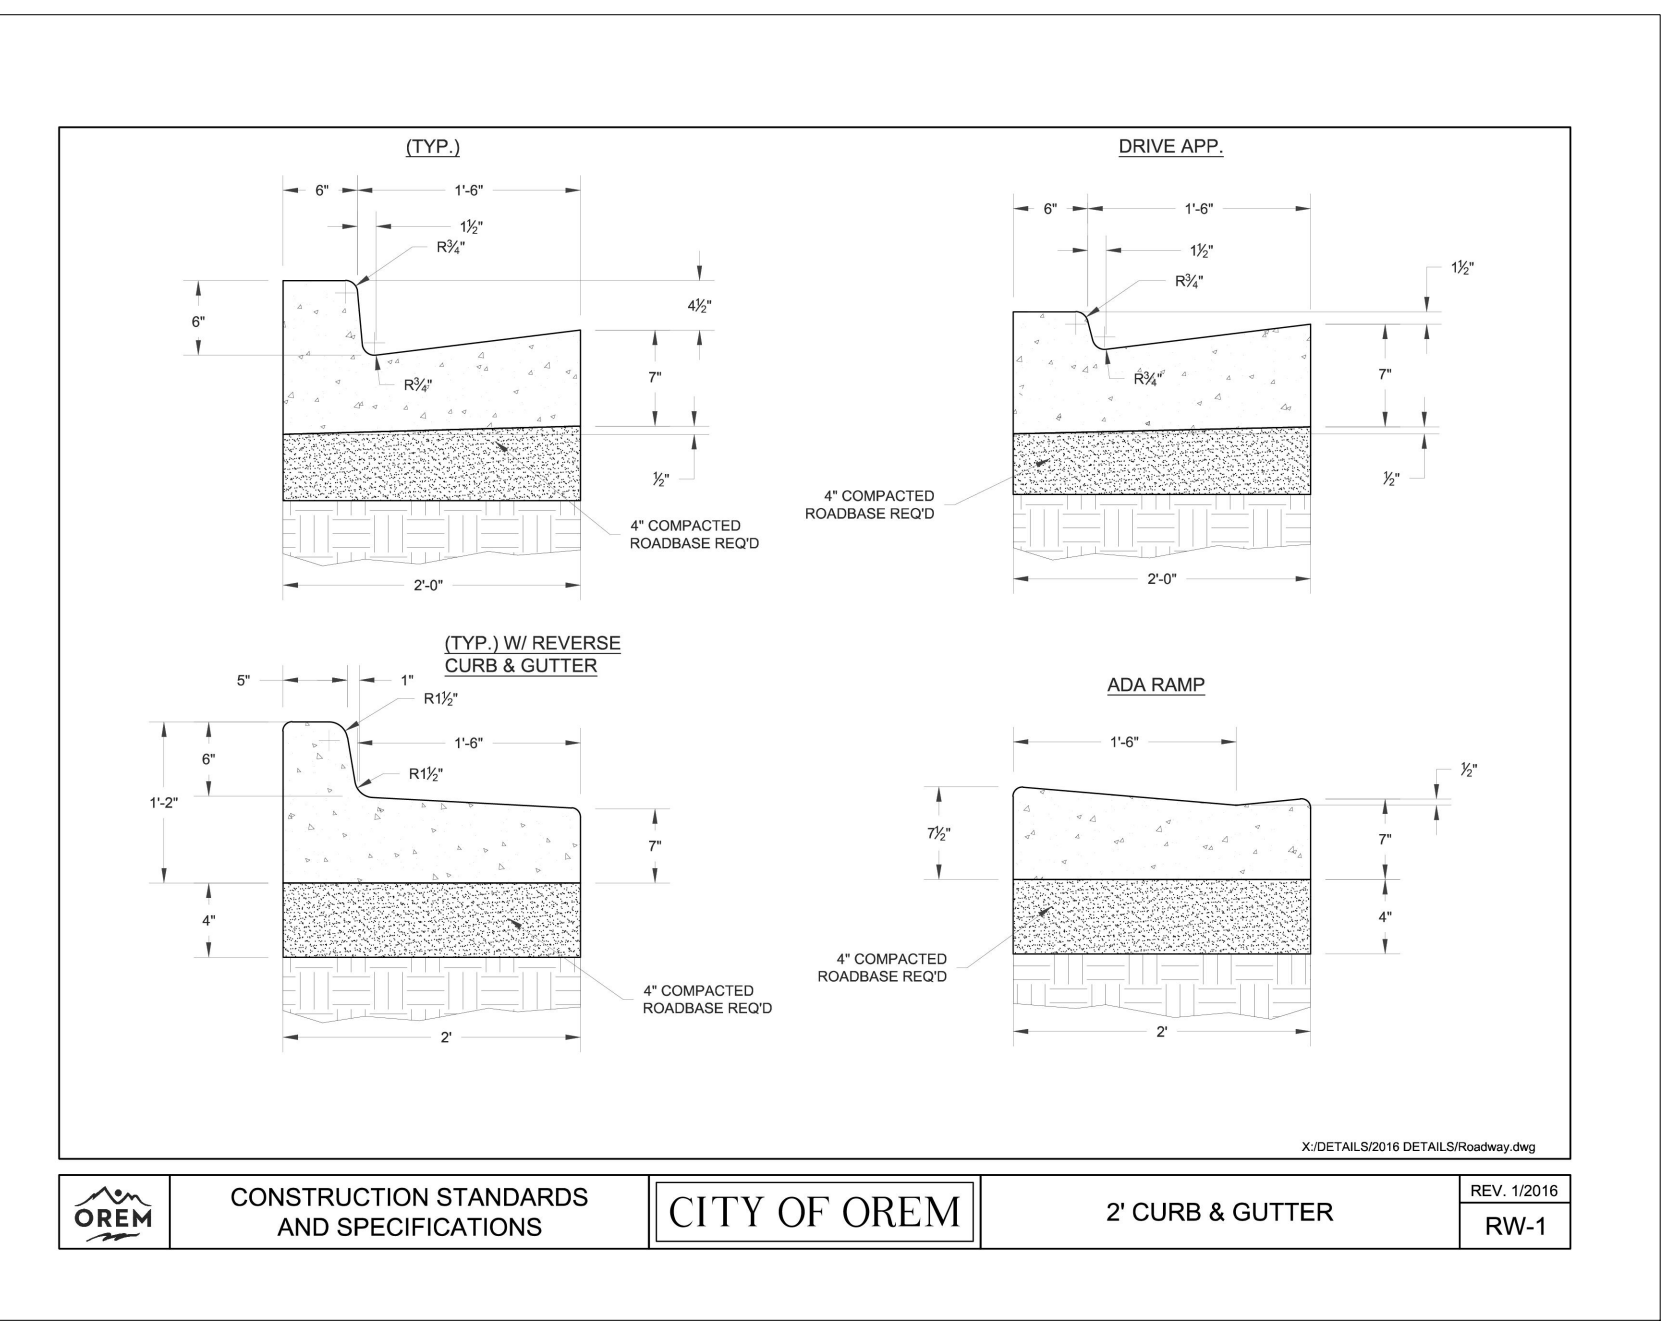 (TYP.)
6"
1'-6"
1½"
R¾"
6"
4½"
R¾"
7"
½"
4" COMPACTED
ROADBASE REQ'D
2'-0"
DRIVE APP.
6"
1'-6"
1½"
R¾"
1½"
R¾"
7"
½"
4" COMPACTED
ROADBASE REQ'D
2'-0"
(TYP.) W/ REVERSE
CURB & GUTTER
5"
1"
R1½"
1'-6"
6"
R1½"
1'-2"
7"
4"
4" COMPACTED
ROADBASE REQ'D
2'
ADA RAMP
1'-6"
½"
7½"
7"
4"
4" COMPACTED
ROADBASE REQ'D
2'
X:/DETAILS/2016 DETAILS/Roadway.dwg
OREM
CONSTRUCTION STANDARDS
AND SPECIFICATIONS
CITY OF OREM
2' CURB & GUTTER
REV. 1/2016
RW-1